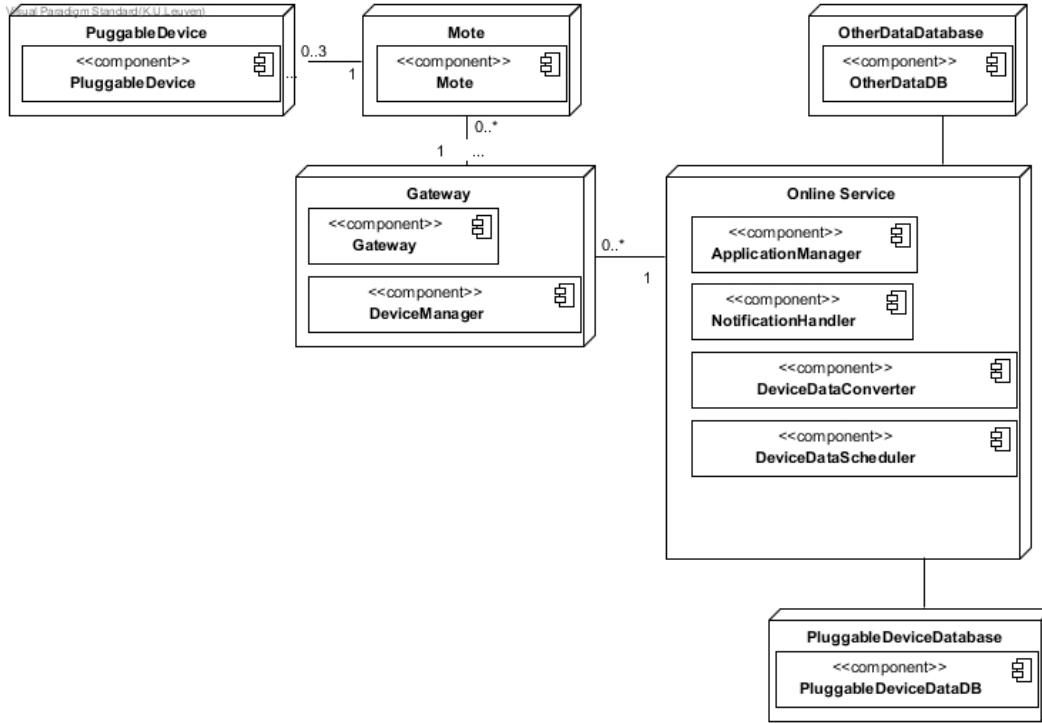 Visual Paradigm Standard(K.U.Leuven)
PuggableDevice
<<component>>
PluggableDevice
0..3
...
1
Mote
<<component>>
Mote
OtherDataDatabase
<<component>>
OtherDataDB
0..*
1
...
Gateway
<<component>>
Gateway
<<component>>
DeviceManager
0..*
1
Online Service
<<component>>
ApplicationManager
<<component>>
NotificationHandler
<<component>>
DeviceDataConverter
<<component>>
DeviceDataScheduler
PluggableDeviceDatabase
<<component>>
PluggableDeviceDataDB